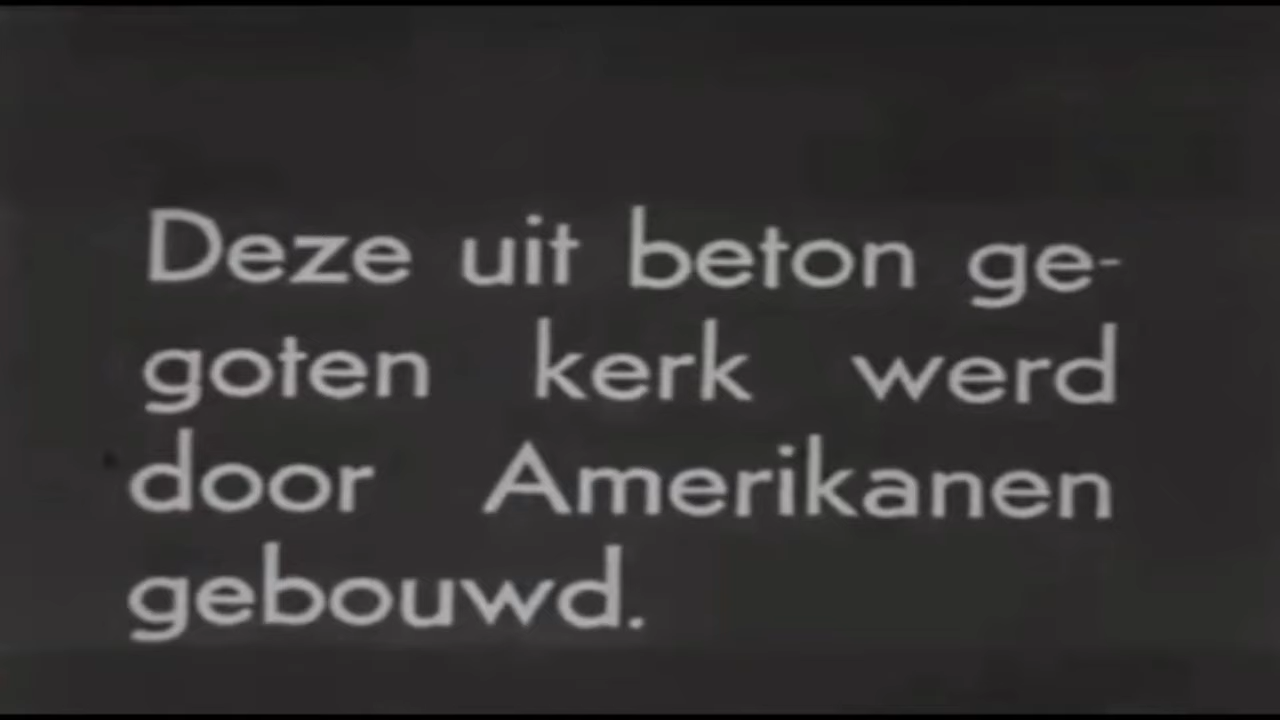 Deze uit beton ge-
goten kerk werd
door Amerikanen
gebouwd.